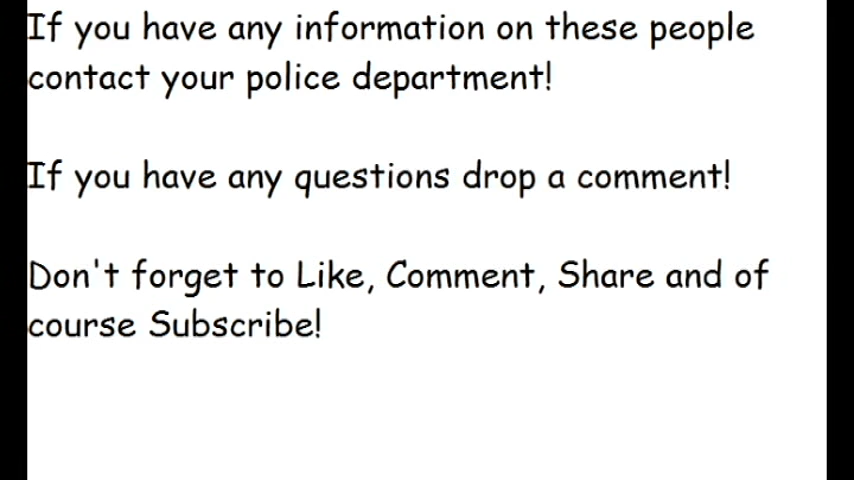 If you have any information on these people
contact your police department!
If you have any questions drop a comment!
Don't forget to Like, Comment, Share and of
course Subscribe!